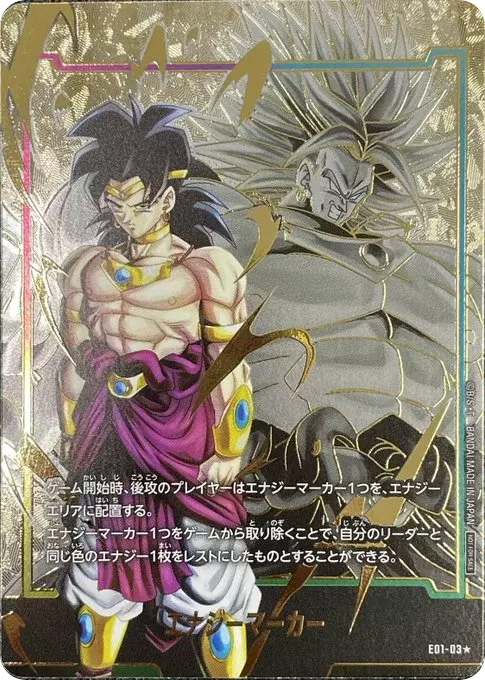 ゲーム開始時、後攻のプレイヤーはエナジーマーカー1つを、エナジー
エリアに配置する。
エナジーマーカー1つをゲームから取り除くことで、自分のリーダーと
同じ色のエナジー1枚をレストにしたものとすることができる。
エナジーマーカー
©B/S・T BANDAI MADE IN JAPAN NOT FOR SALE
E01-03★